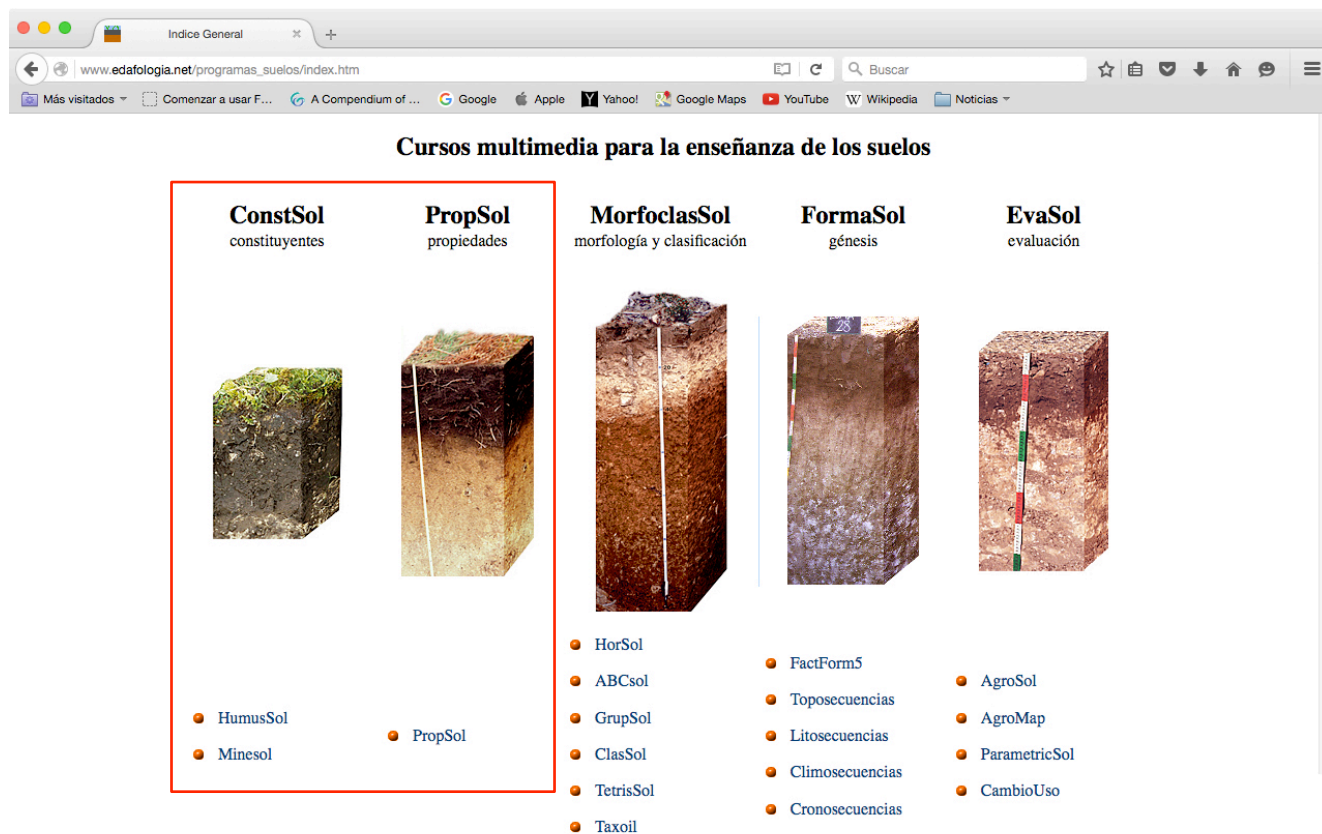 Indice General
www.edafologia.net/programas_suelos/index.htm
Buscar
Más visitados
Comenzar a usar F...
A Compendium of ...
Google
Apple
Yahoo!
Google Maps
YouTube
Wikipedia
Noticias
Cursos multimedia para la enseñanza de los suelos
ConstSol
constituyentes
HumusSol
Minesol
PropSol
propiedades
PropSol
MorfoclasSol
morfología y clasificación
HorSol
ABCsol
GrupSol
ClasSol
TetrisSol
Taxoil
FormaSol
génesis
28
FactForm5
Toposecuencias
Litosecuencias
Climosecuencias
Cronosecuencias
EvaSol
evaluación
AgroSol
AgroMap
ParametricSol
CambioUso